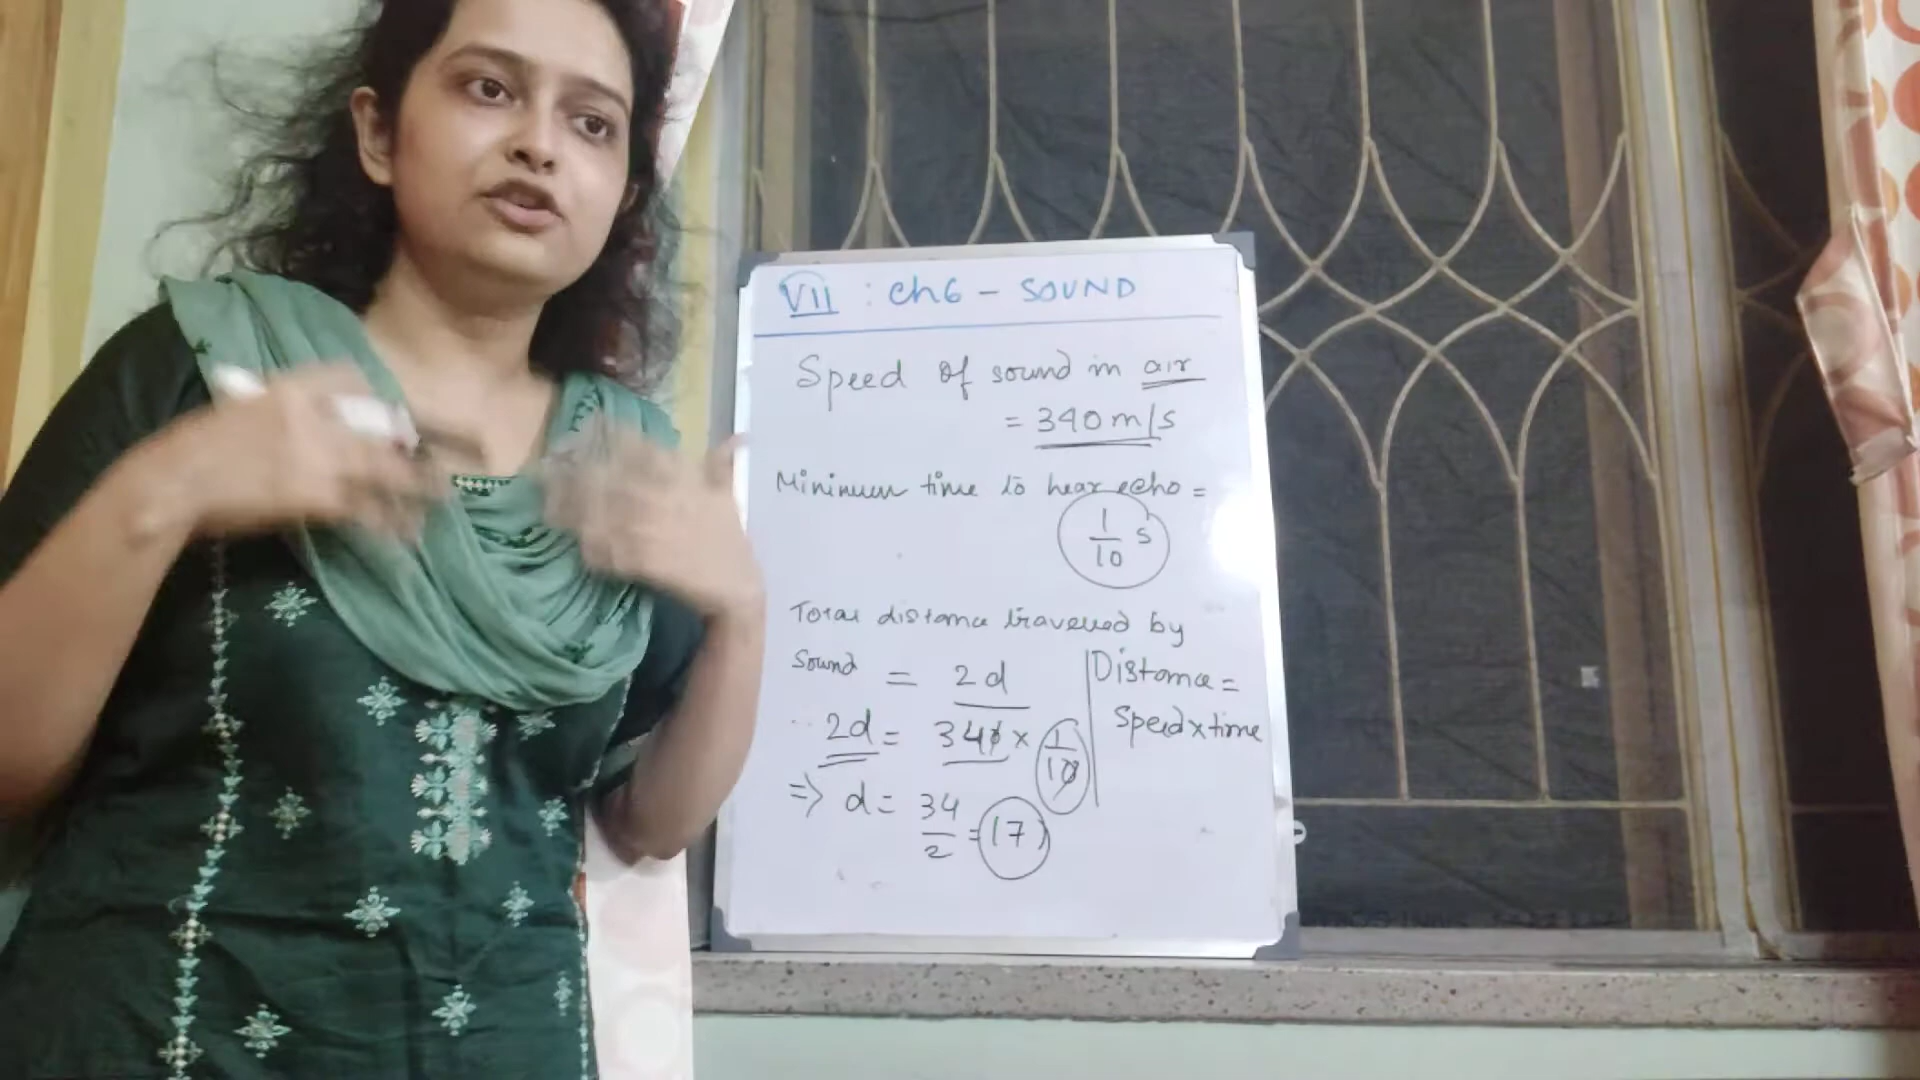 VII : Ch6 - SOUND
Speed of sound in air
= 340 m/s
Minimum time to hear echo =
1/10 s
Total distance travelled by
Sound = 2d
2d = 340 × 1/10
=> d = 34/2 = 17
Distance =
Speed x time